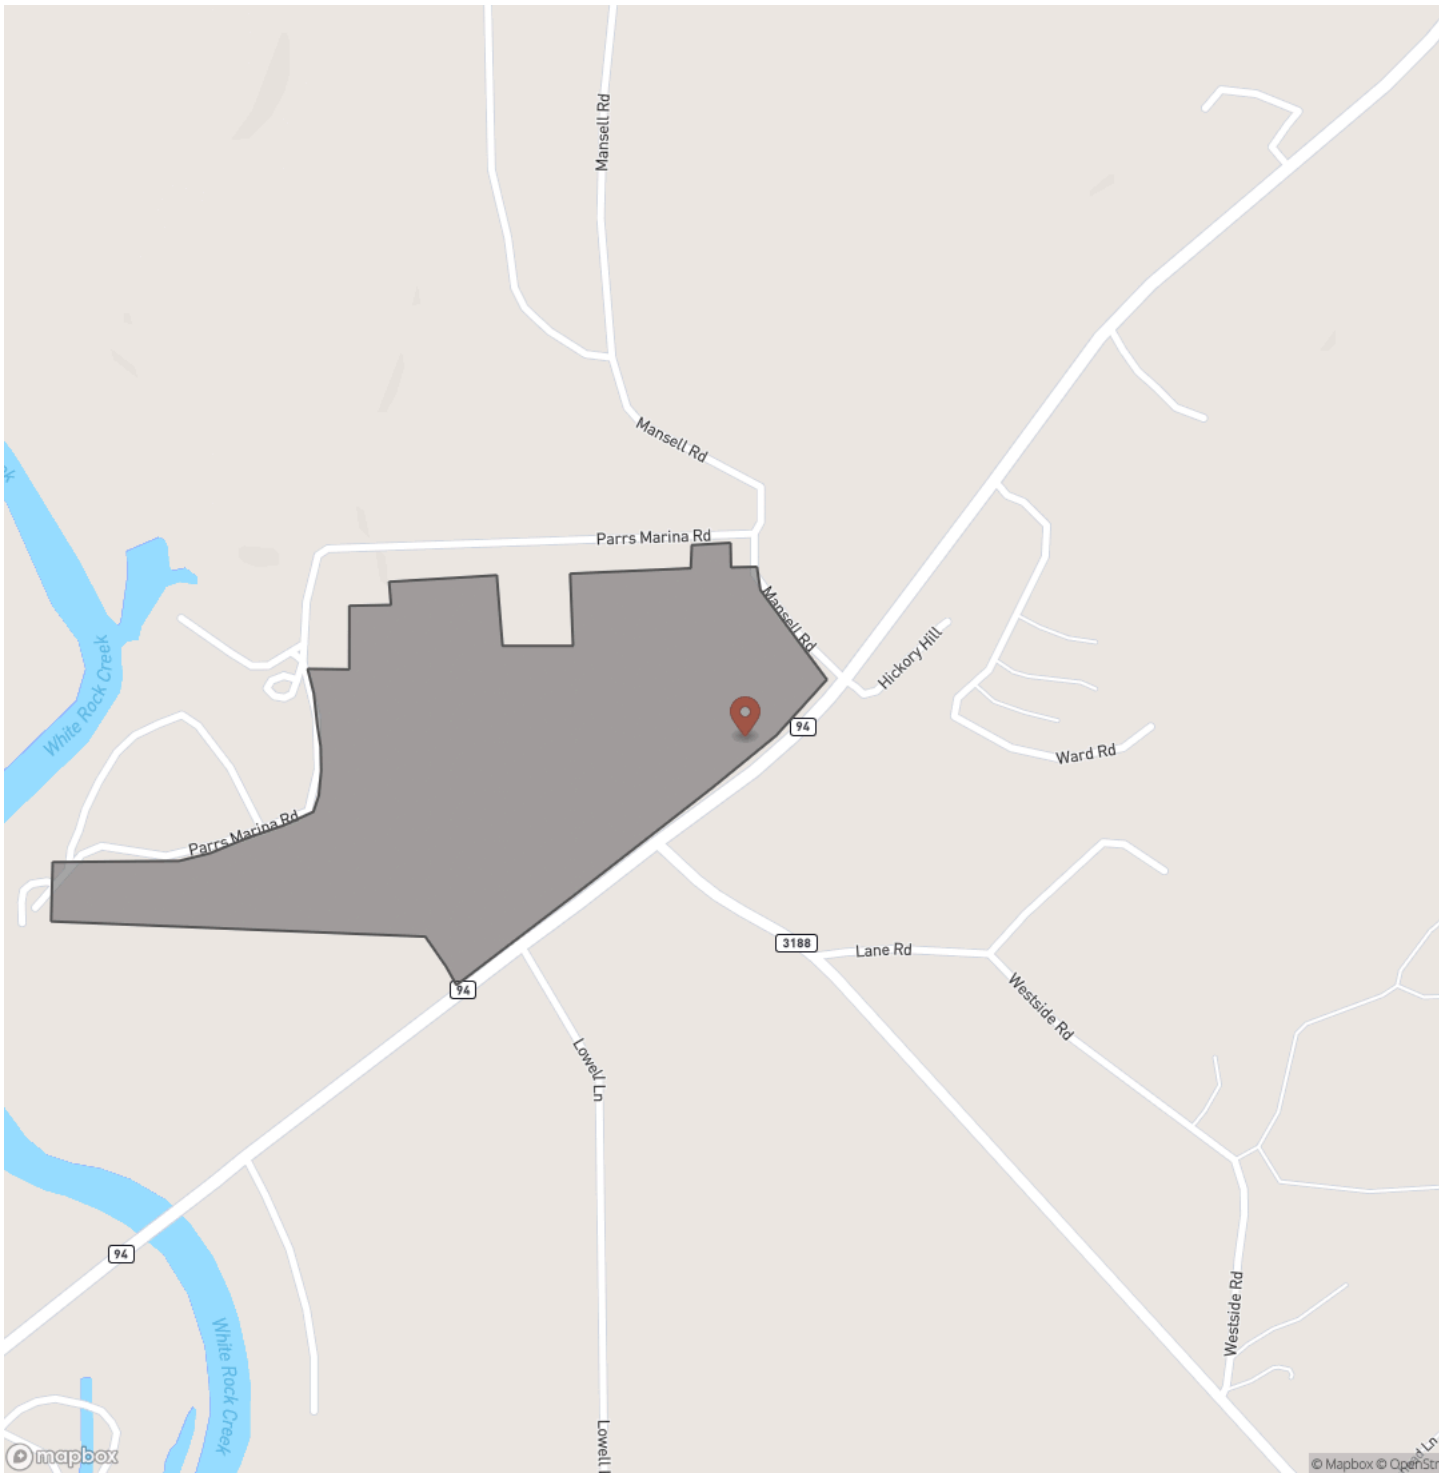 Mansell Rd
Mansell Rd
Parrs Marina Rd
Mansell Rd
Hickory Hill
White Rock Creek
94
Ward Rd
Parrs Marina Rd
3188
Lane Rd
94
Westside Rd
Lowell Ln
94
Westside Rd
White Rock Creek
Lowell
mapbox
© Mapbox © OpenStr